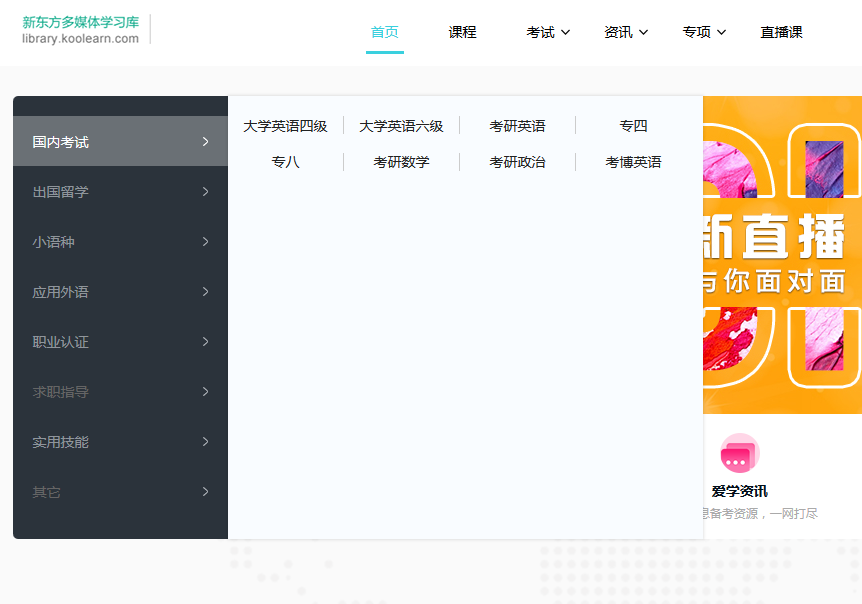 新东方多媒体学习库
library.koolearn.com
首页 课程 考试 资讯 专项 直播课
国内考试
出国留学
小语种
应用外语
职业认证
求职指导
实用技能
其它
大学英语四级 大学英语六级 考研英语 专四
专八 考研数学 考研政治 考博英语
新直播
与你面对面
爱学资讯
息备考资源，一网打尽